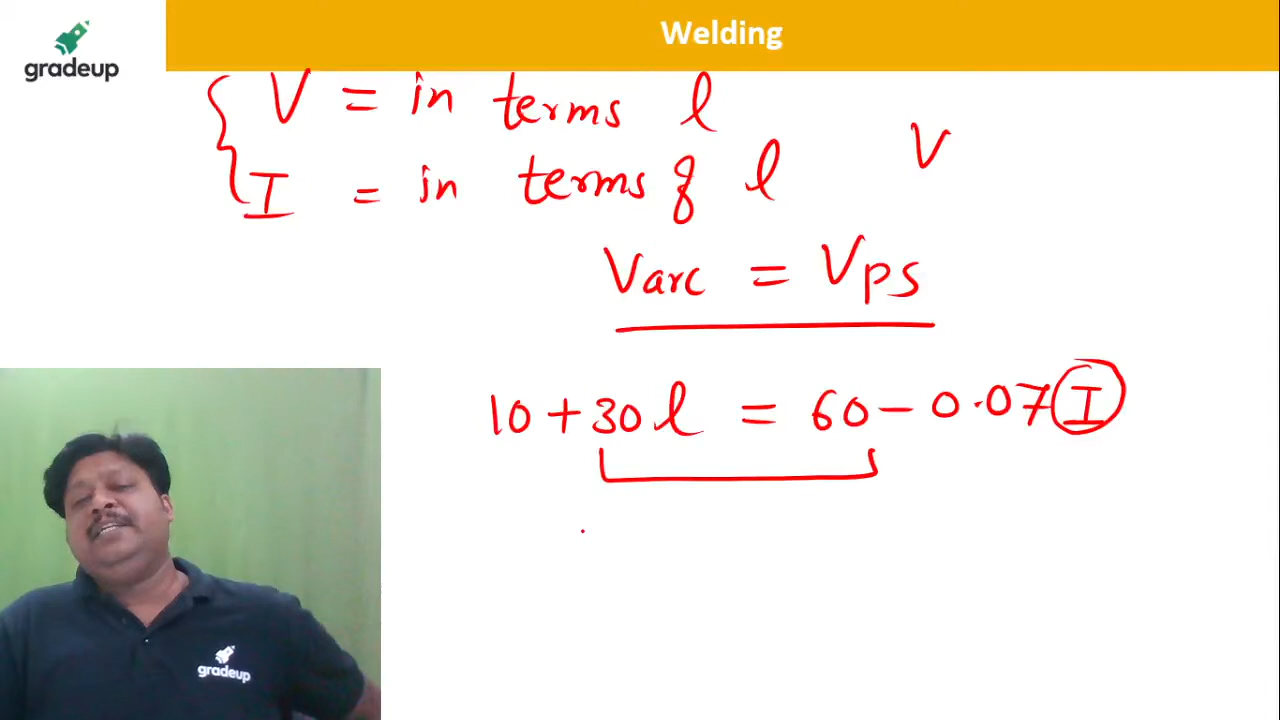 Welding
gradeup
V = in terms l
I = in terms of l
V
Varc = VPS
10 + 30 l = 60 - 0.07 I
gradeup